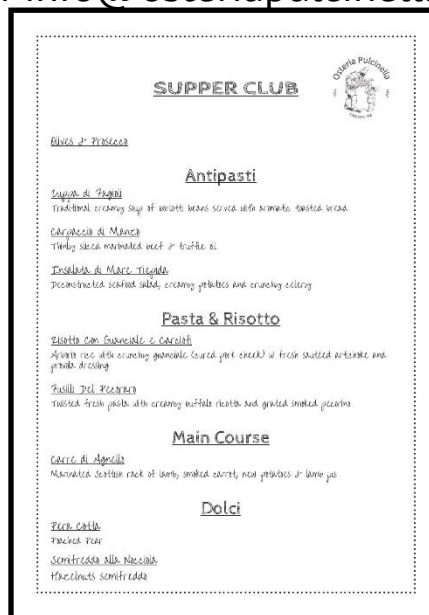 info@osteriapulcinella
SUPPER CLUB
Osteria Pulcinella
Olives & Prosecco
Antipasti
Zuppa di Fagioli
Traditional creamy soup of borlotti beans served with aromatic toasted bread
Carpaccio di Manzo
Thinly sliced marinated beef & truffle oil
Insalata di Mare Tiepida
Deconstructed seafood salad, creamy potatoes and crunchy celery
Pasta & Risotto
Risotto Con Guanciale e Carciofi
Arborio rice with crunchy guanciale (cured pork cheek) w fresh sautéed artichoke and
provola dressing
Fusilli Del Pecoraro
Twisted fresh pasta with creamy buffalo ricotta and grated smoked pecorino
Main Course
Carre di Agnello
Marinated Scottish rack of lamb, smoked carrot, new potatoes & lamb jus
Dolci
Pera Cotta
Poached Pear
Semifreddo alla Nocciola
Hazelnuts semifreddo